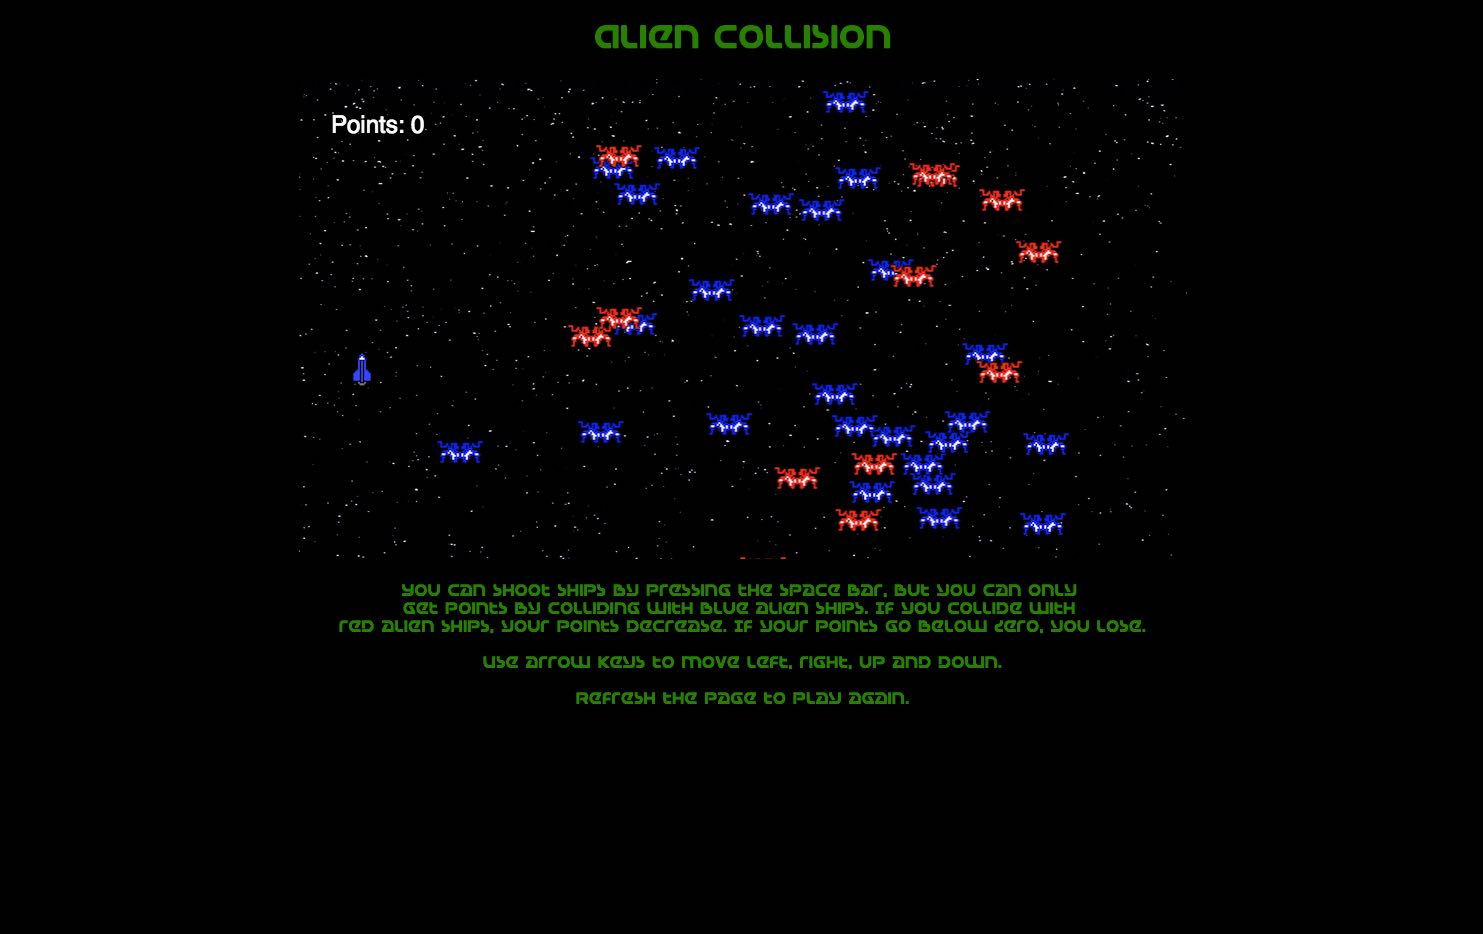 ALIEN COLLISION
Points: 0
YOU CAN SHOOT SHIPS BY PRESSING THE SPACE BAR, BUT YOU CAN ONLY
GET POINTS BY COLLIDING WITH BLUE ALIEN SHIPS. IF YOU COLLIDE WITH
RED ALIEN SHIPS, YOUR POINTS DECREASE. IF YOUR POINTS GO BELOW ZERO, YOU LOSE.
USE ARROW KEYS TO MOVE LEFT, RIGHT, UP AND DOWN.
REFRESH THE PAGE TO PLAY AGAIN.